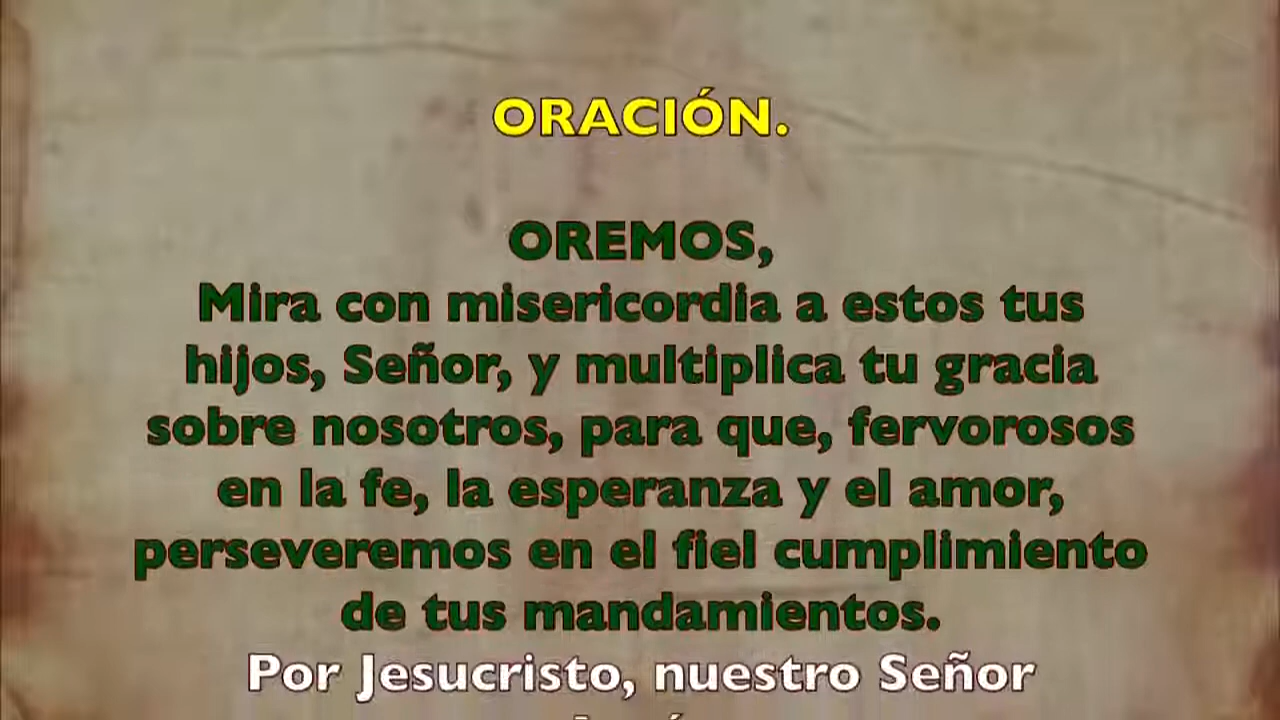 ORACIÓN.
OREMOS,
Mira con misericordia a estos tus
hijos, Señor, y multiplica tu gracia
sobre nosotros, para que, fervorosos
en la fe, la esperanza y el amor,
perseveremos en el fiel cumplimiento
de tus mandamientos.
Por Jesucristo, nuestro Señor